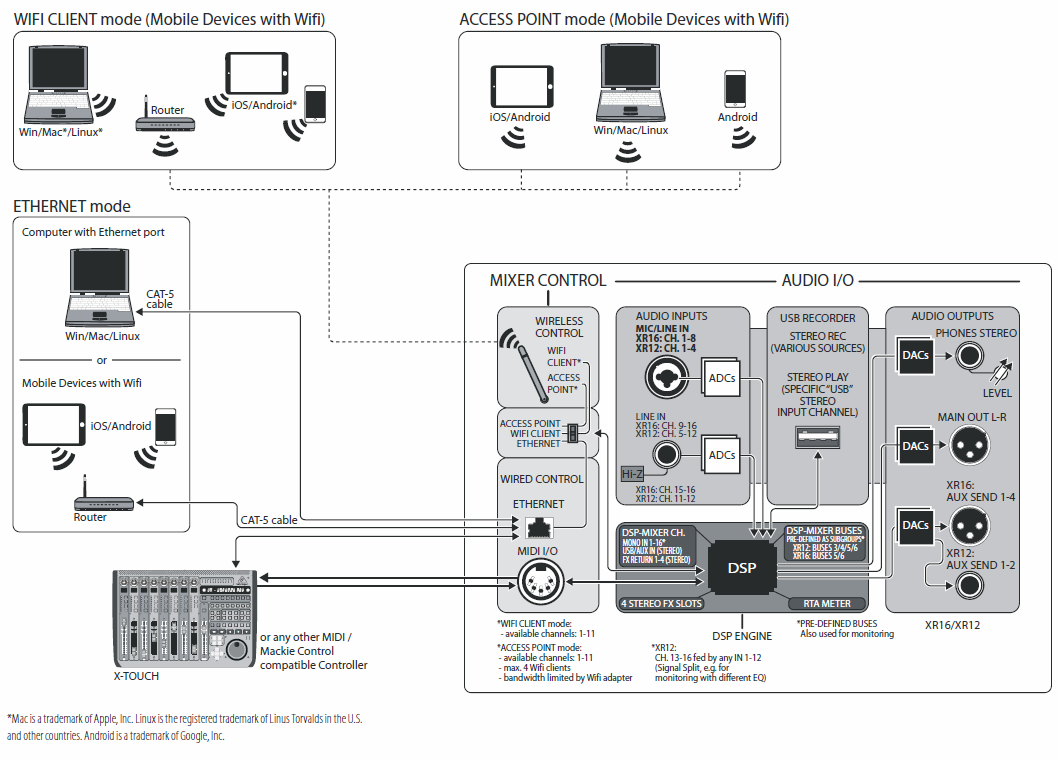 WIFI CLIENT mode (Mobile Devices with Wifi)
ACCESS POINT mode (Mobile Devices with Wifi)
Router
iOS/Android*
Win/Mac*/Linux*
iOS/Android
Win/Mac/Linux
Android
ETHERNET mode
Computer with Ethernet port
CAT-5
cable
Win/Mac/Linux
or
Mobile Devices with Wifi
iOS/Android
Router
CAT-5 cable
X-TOUCH
or any other MIDI /
Mackie Control
compatible Controller
MIXER CONTROL
AUDIO I/O
WIRELESS
CONTROL
WIFI
CLIENT*
ACCESS
POINT*
ACCESS POINT
WIFI CLIENT
ETHERNET
WIRED CONTROL
ETHERNET
MIDI I/O
AUDIO INPUTS
MIC/LINE IN
XR16: CH. 1-8
XR12: CH. 1-4
ADCs
LINE IN
XR16: CH. 9-16
XR12: CH. 5-12
ADCs
Hi-Z
XR16: CH. 15-16
XR12: CH. 11-12
USB RECORDER
STEREO REC
(VARIOUS SOURCES)
STEREO PLAY
(SPECIFIC “USB”
STEREO
INPUT CHANNEL)
AUDIO OUTPUTS
PHONES STEREO
DACs
LEVEL
MAIN OUT L-R
DACs
XR16:
AUX SEND 1-4
DACs
XR12:
AUX SEND 1-2
DSP-MIXER CH.
MONO IN 1-16*
USB/AUX IN (STEREO)
FX RETURN 1-4 (STEREO)
DSP
DSP-MIXER BUSES
PRE-DEFINED AS SUBGROUPS*
XR12: BUSES 3/4/5/6
XR16: BUSES 5/6
4 STEREO FX SLOTS
RTA METER
DSP ENGINE
XR16/XR12
*WIFI CLIENT mode:
- available channels: 1-11
*ACCESS POINT mode:
- available channels: 1-11
- max. 4 Wifi clients
- bandwidth limited by Wifi adapter
*XR12:
CH. 13-16 fed by any IN 1-12
(Signal Split, e.g. for
monitoring with different EQ)
*PRE-DEFINED BUSES
Also used for monitoring
*Mac is a trademark of Apple, Inc. Linux is the registered trademark of Linus Torvalds in the U.S.
and other countries. Android is a trademark of Google, Inc.